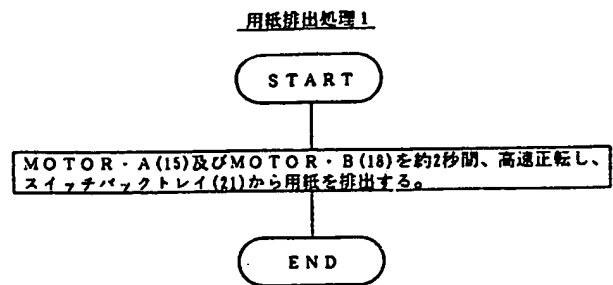 用紙排出処理1
START
MOTOR・A(15)及びMOTOR・B(18)を約2秒間、高速正転し、
スイッチバックトレイ(21)から用紙を排出する。
END